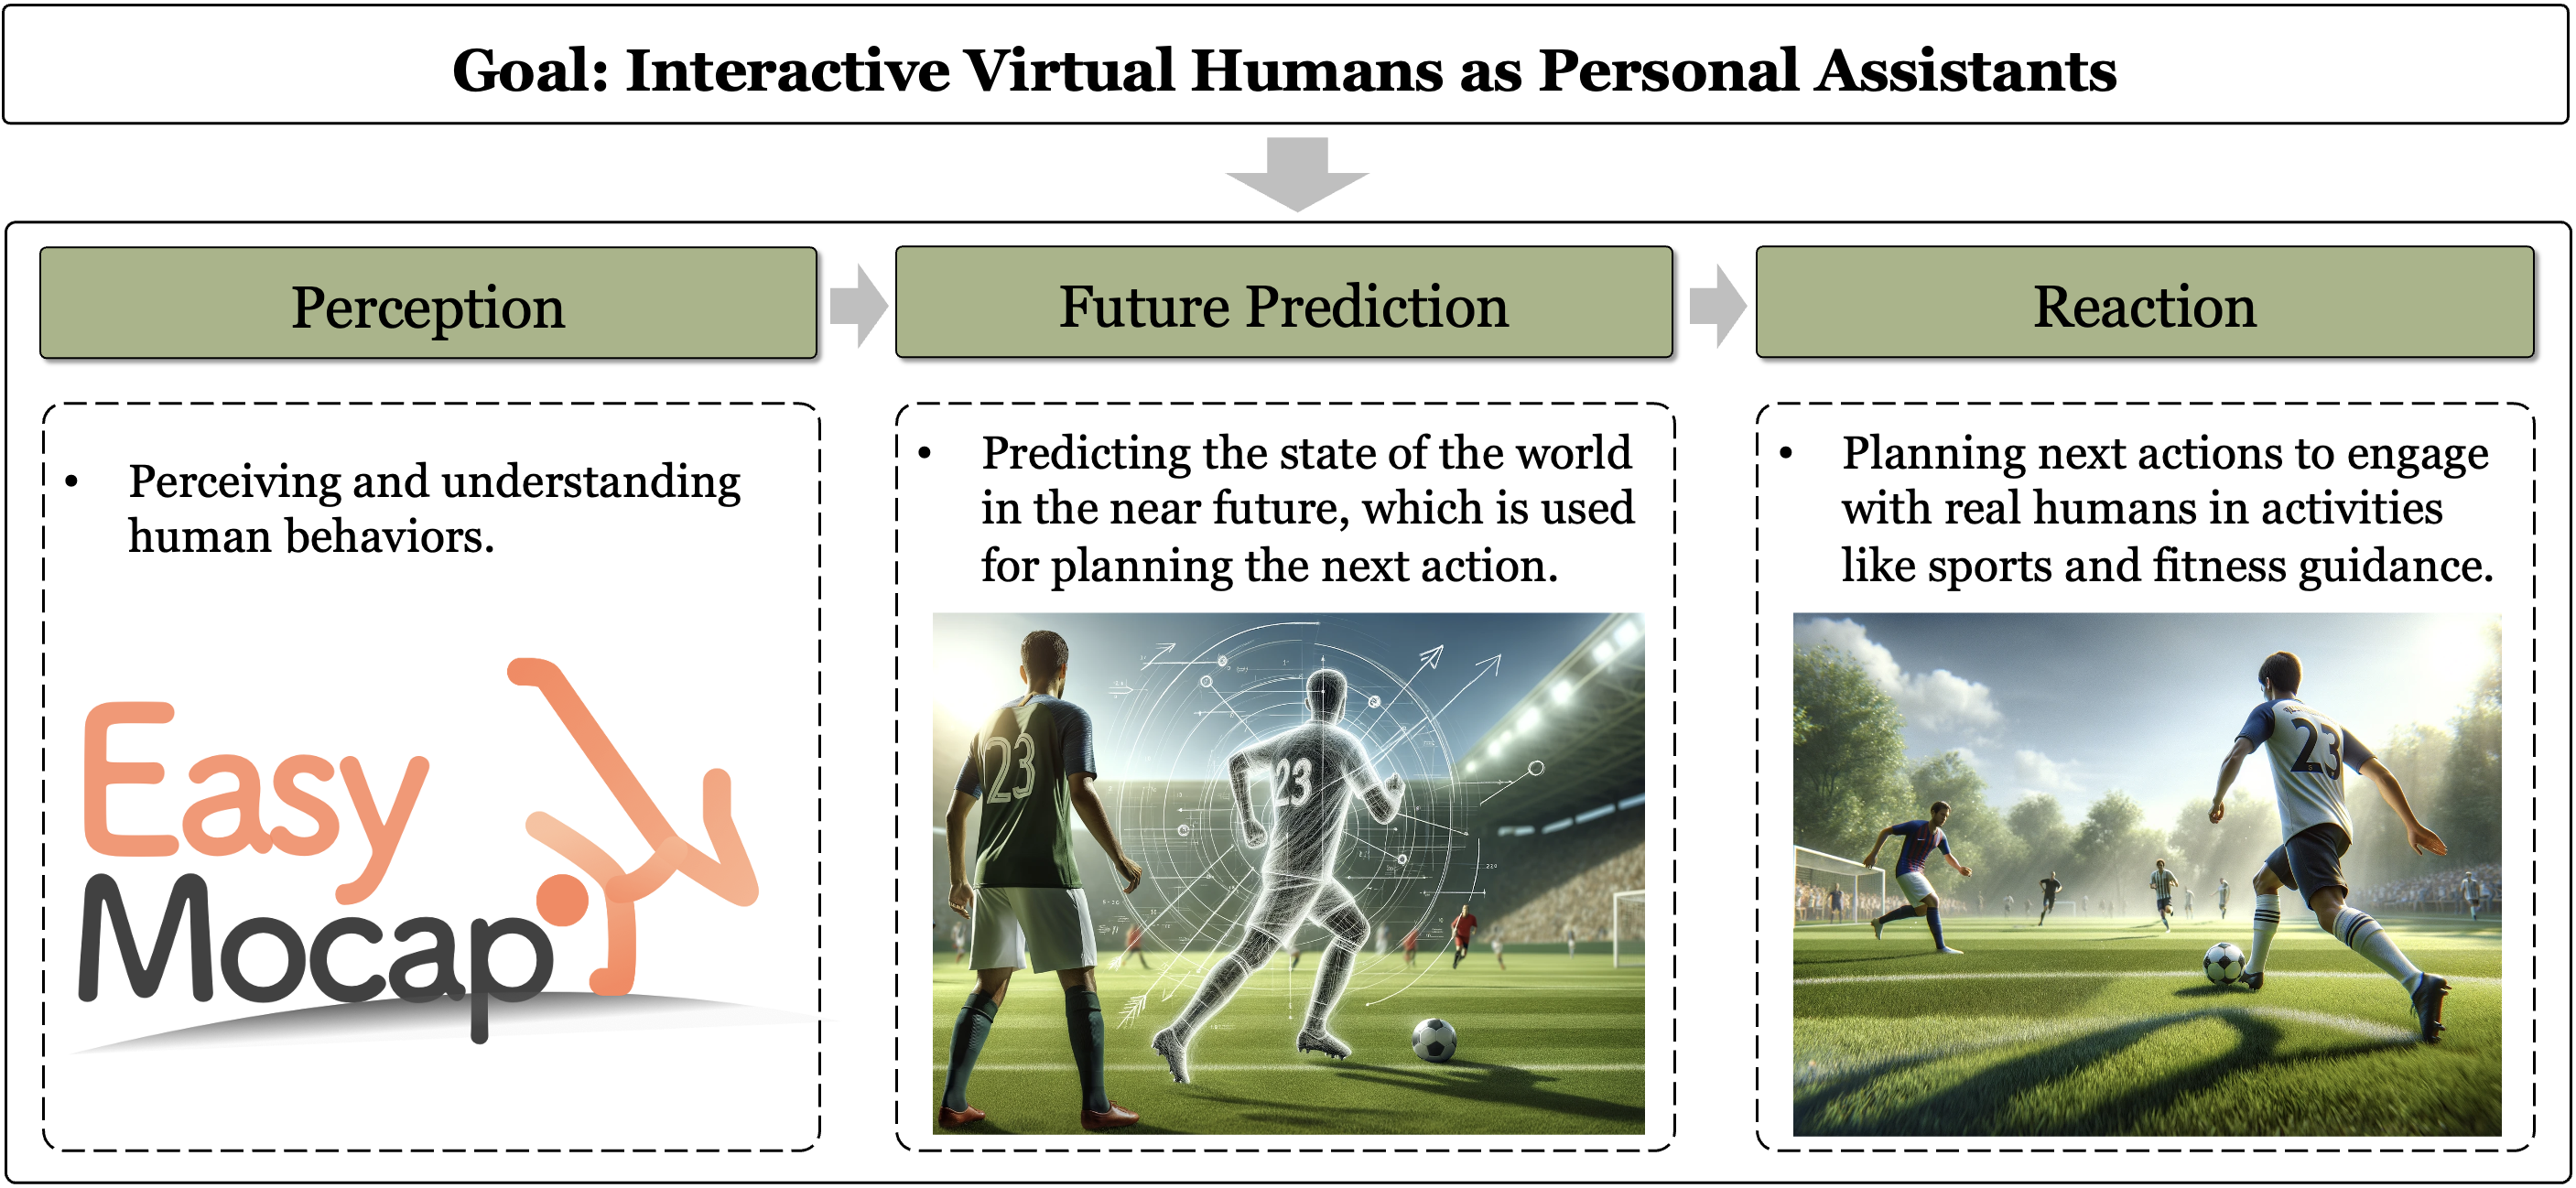 Goal: Interactive Virtual Humans as Personal Assistants
Perception
Future Prediction
Reaction
• Perceiving and understanding
human behaviors.
Easy
Mocap
• Predicting the state of the world
in the near future, which is used
for planning the next action.
23
23
• Planning next actions to engage
with real humans in activities
like sports and fitness guidance.
23